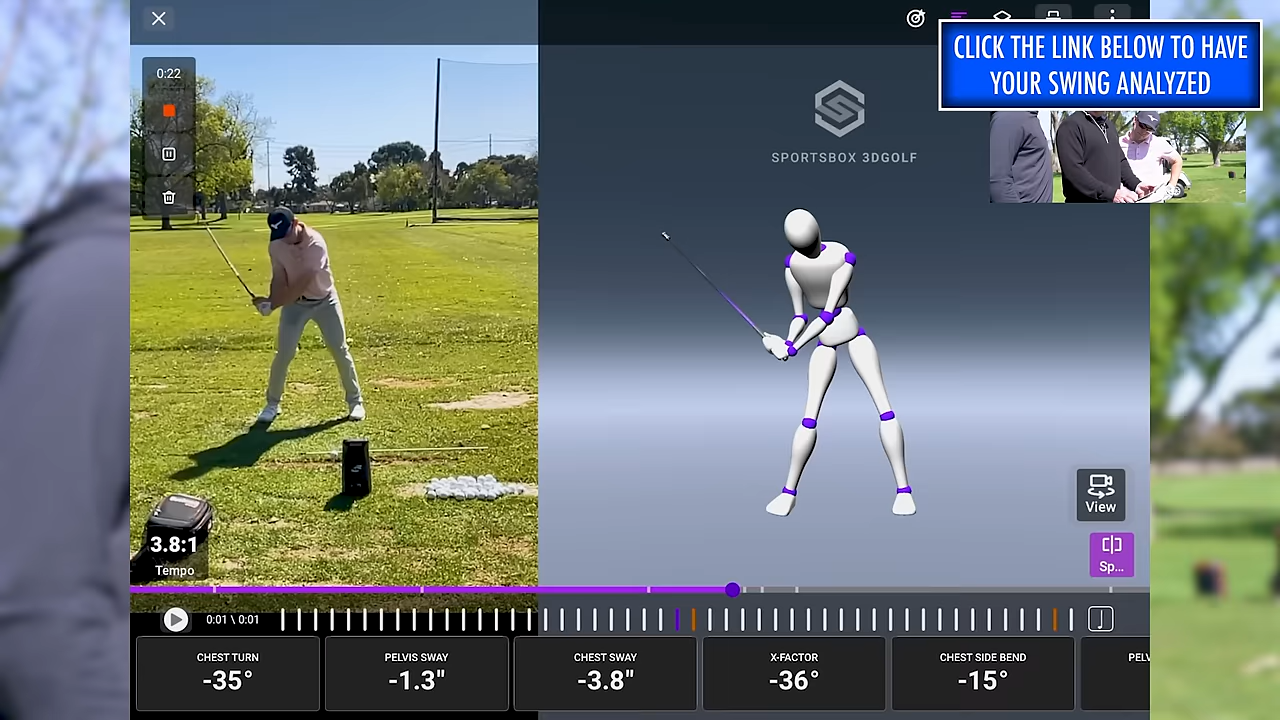 CLICK THE LINK BELOW TO HAVE
YOUR SWING ANALYZED
0:22
SPORTSBOX 3DGOLF
View
Sp...
3.8:1
Tempo
0:01 \ 0:01
CHEST TURN
-35°
PELVIS SWAY
-1.3"
CHEST SWAY
-3.8"
X-FACTOR
-36°
CHEST SIDE BEND
-15°
PELV